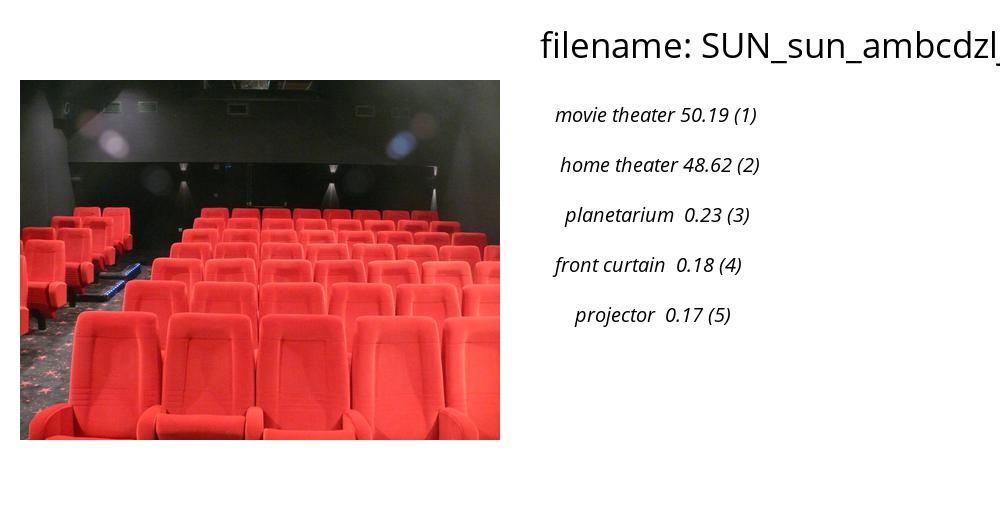 filename: SUN_sun_ambcdzl_
movie theater 50.19 (1)
home theater 48.62 (2)
planetarium 0.23 (3)
front curtain 0.18 (4)
projector 0.17 (5)